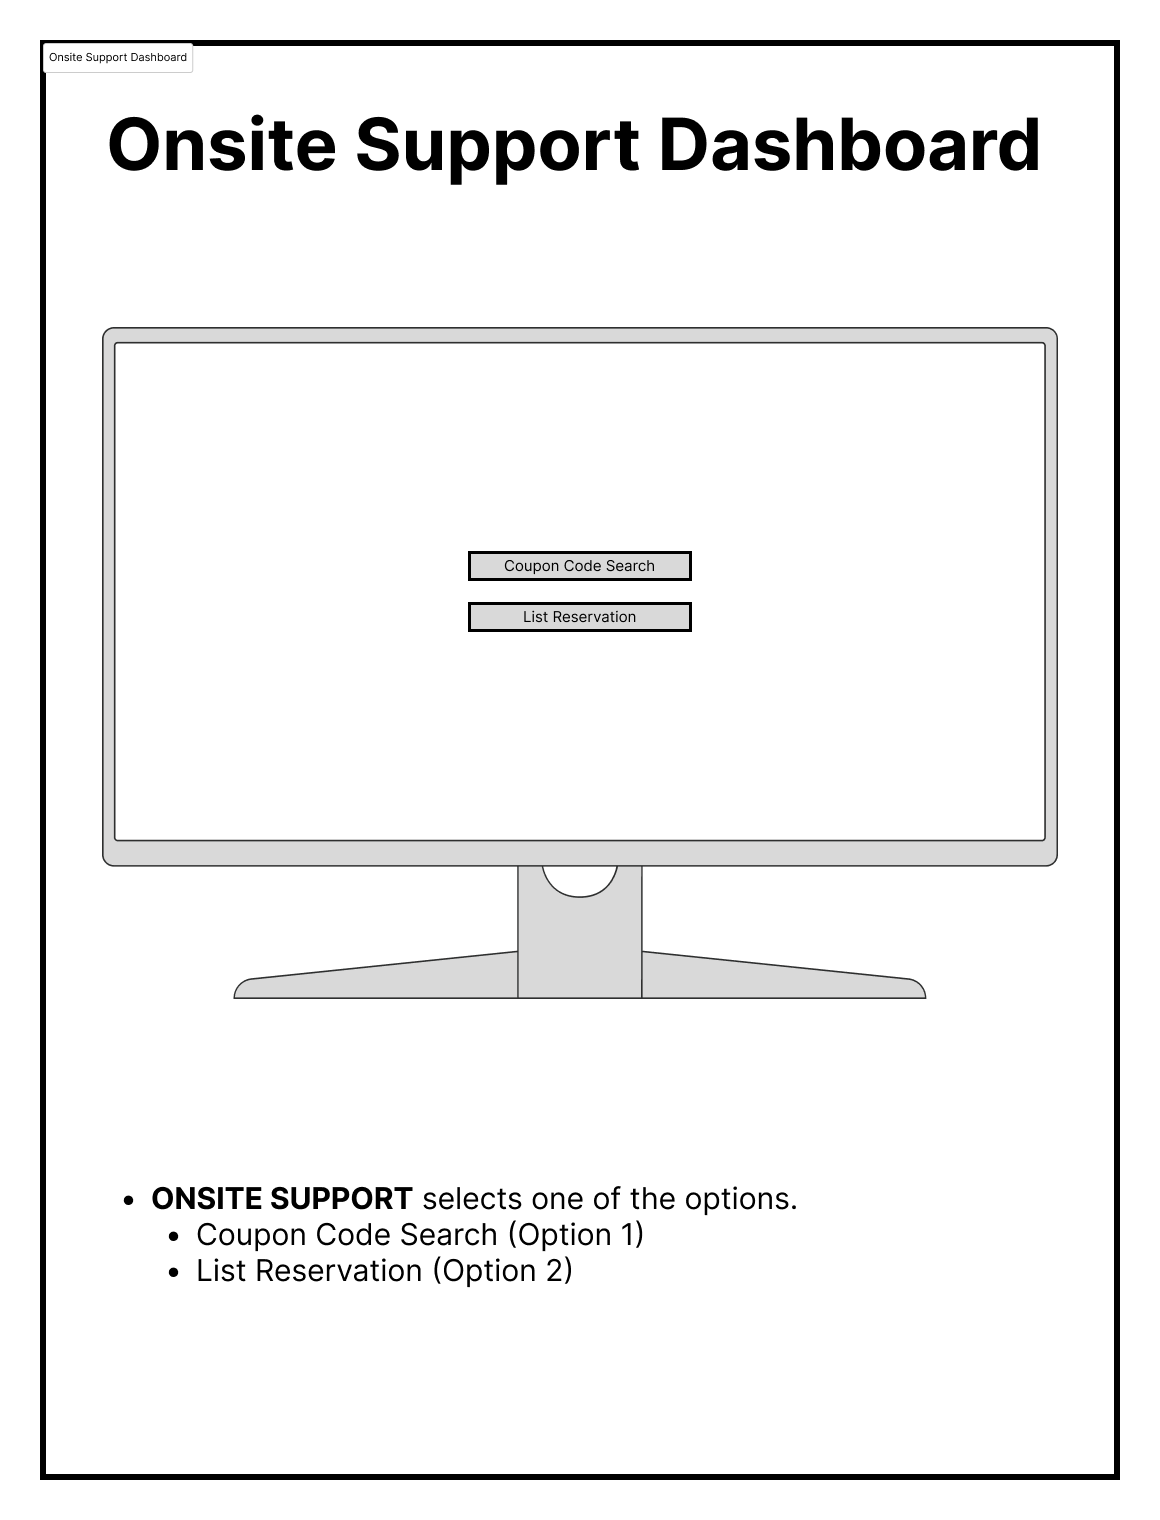 Onsite Support Dashboard
Onsite Support Dashboard
Coupon Code Search
List Reservation
• ONSITE SUPPORT selects one of the options.
• Coupon Code Search (Option 1)
• List Reservation (Option 2)